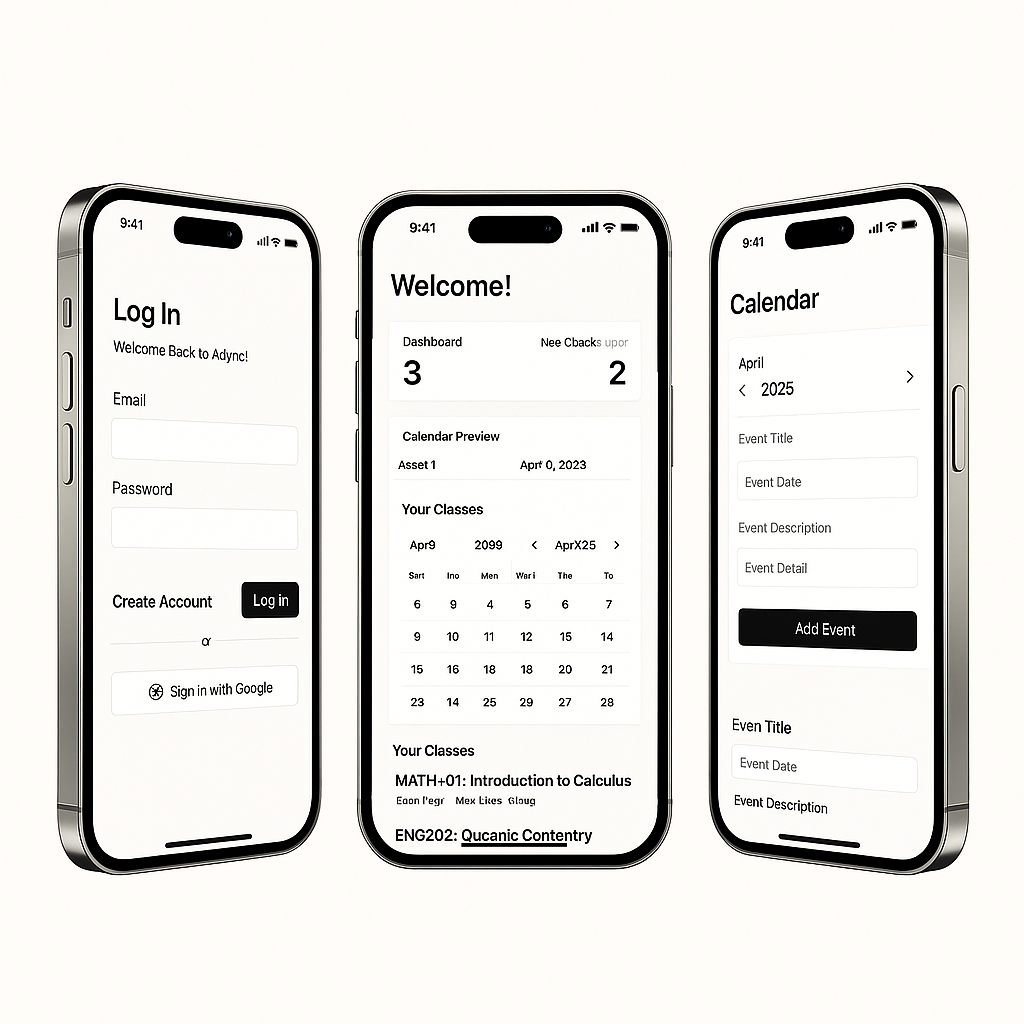 9:41
Log In
Welcome Back to Adync!
Email
Password
Create Account
Log in
or
Sign in with Google
9:41
Welcome!
Dashboard
Nee Cbacks upor
3
2
Calendar Preview
Asset 1
Apr 0, 2023
Your Classes
Apr9 2099 < AprX25 >
Sart Ino Men War i The To
6 9 4 5 6 7
9 10 11 12 15 14
15 16 18 18 20 21
23 14 25 29 27 28
Your Classes
MATH+01: Introduction to Calculus
Mex Likes
ENG202: Qucanic Contentry
9:41
Calendar
April
< 2025 >
Event Title
Event Date
Event Description
Event Detail
Add Event
Even Title
Event Date
Event Description